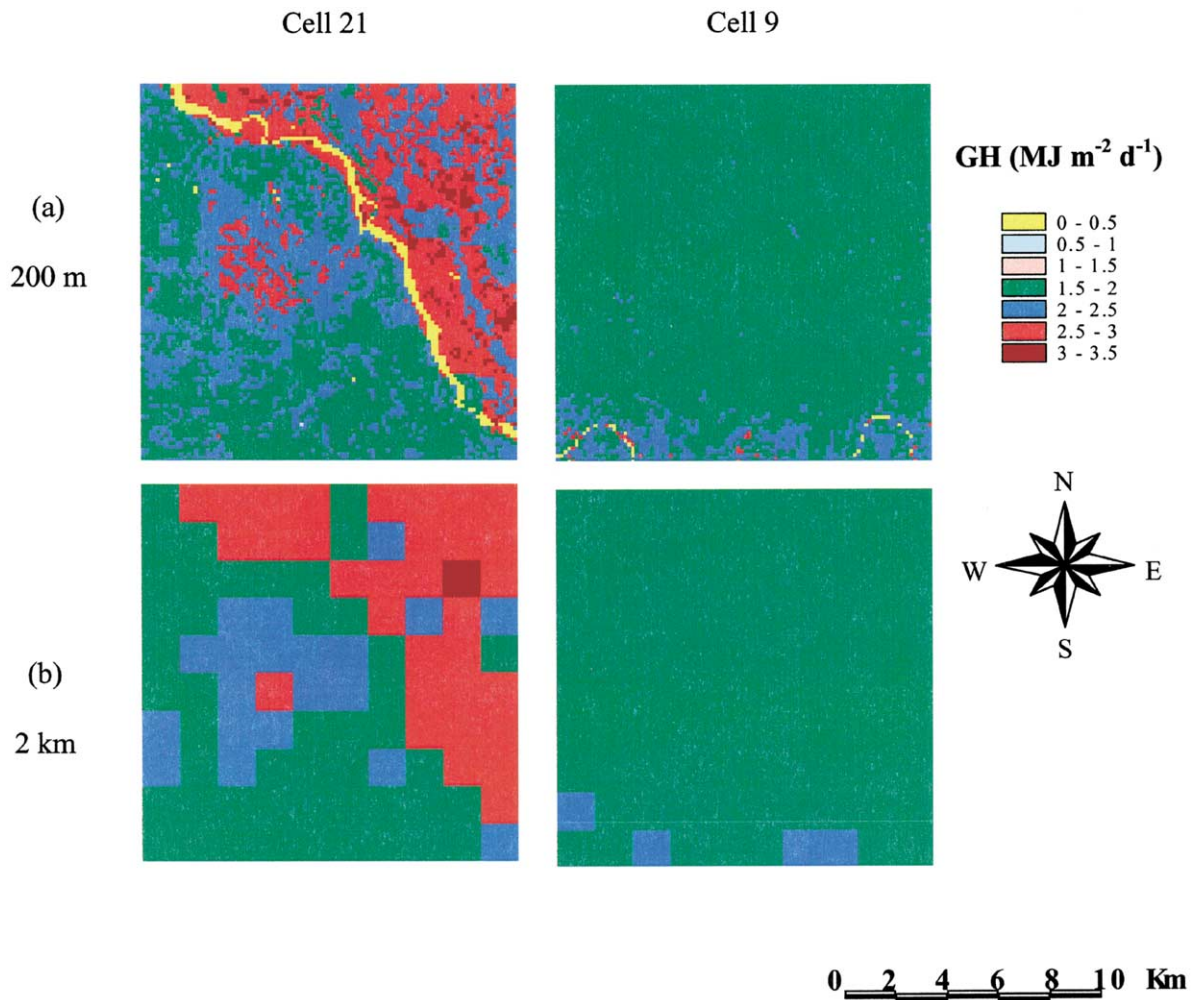 Cell 21
Cell 9
(a)
200 m
GH (MJ m⁻² d⁻¹)
0 - 0.5
0.5 - 1
1 - 1.5
1.5 - 2
2 - 2.5
2.5 - 3
3 - 3.5
N
W
E
S
(b)
2 km
0 2 4 6 8 10 Km